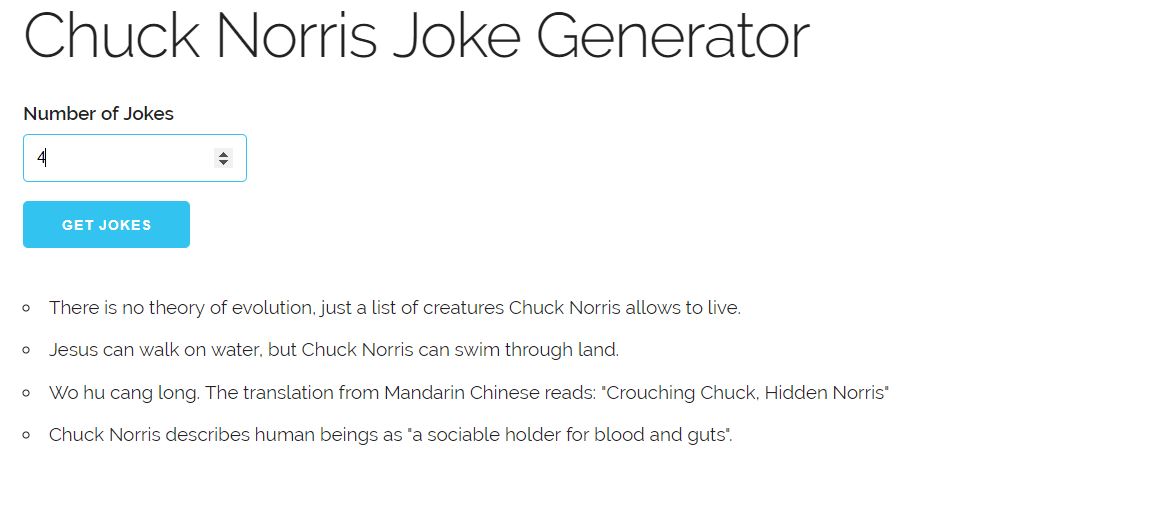 Chuck Norris Joke Generator
Number of Jokes
4
GET JOKES
There is no theory of evolution, just a list of creatures Chuck Norris allows to live.
Jesus can walk on water, but Chuck Norris can swim through land.
Wo hu cang long. The translation from Mandarin Chinese reads: "Crouching Chuck, Hidden Norris"
Chuck Norris describes human beings as "a sociable holder for blood and guts".